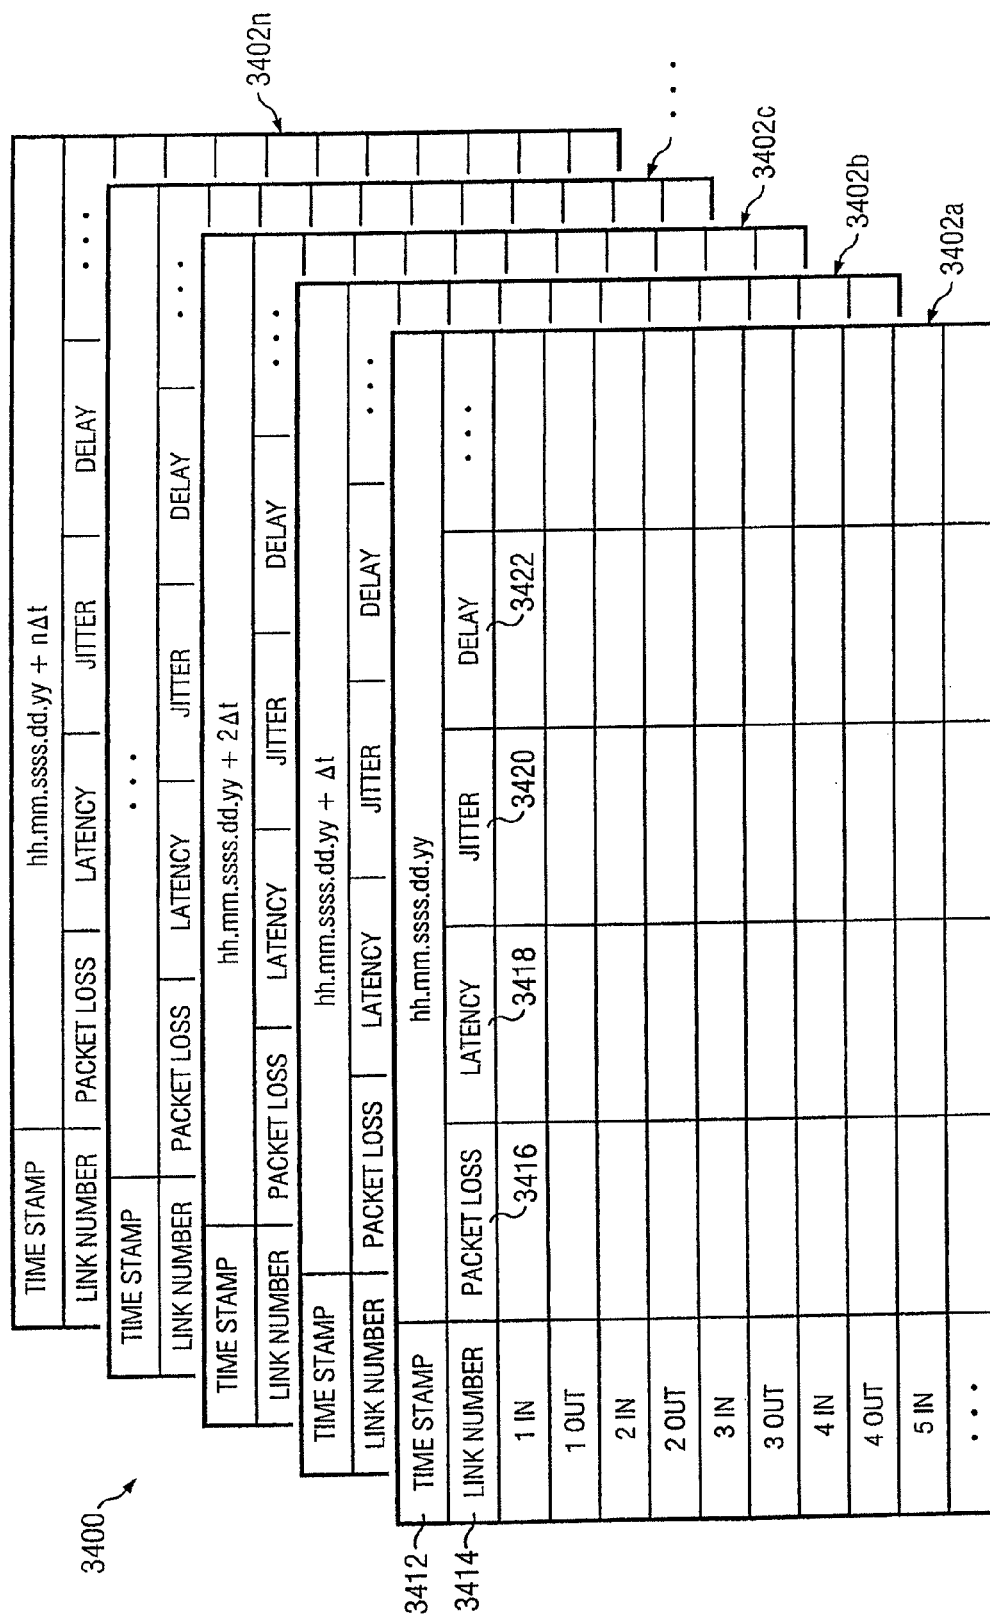 3400
TIME STAMP hh.mm.ssss.dd.yy + nΔt
LINK NUMBER PACKET LOSS LATENCY JITTER DELAY • • •
3402n
TIME STAMP • • •
LINK NUMBER PACKET LOSS LATENCY JITTER DELAY • • •
• • •
TIME STAMP hh.mm.ssss.dd.yy + 2Δt
LINK NUMBER PACKET LOSS LATENCY JITTER DELAY • • •
3402c
TIME STAMP hh.mm.ssss.dd.yy + Δt
LINK NUMBER PACKET LOSS LATENCY JITTER DELAY • • •
3402b
3412 TIME STAMP hh.mm.ssss.dd.yy
3414 LINK NUMBER PACKET LOSS LATENCY JITTER DELAY • • •
1 IN 3416 3418 3420 3422
1 OUT
2 IN
2 OUT
3 IN
3 OUT
4 IN
4 OUT
5 IN
3402a
• • •